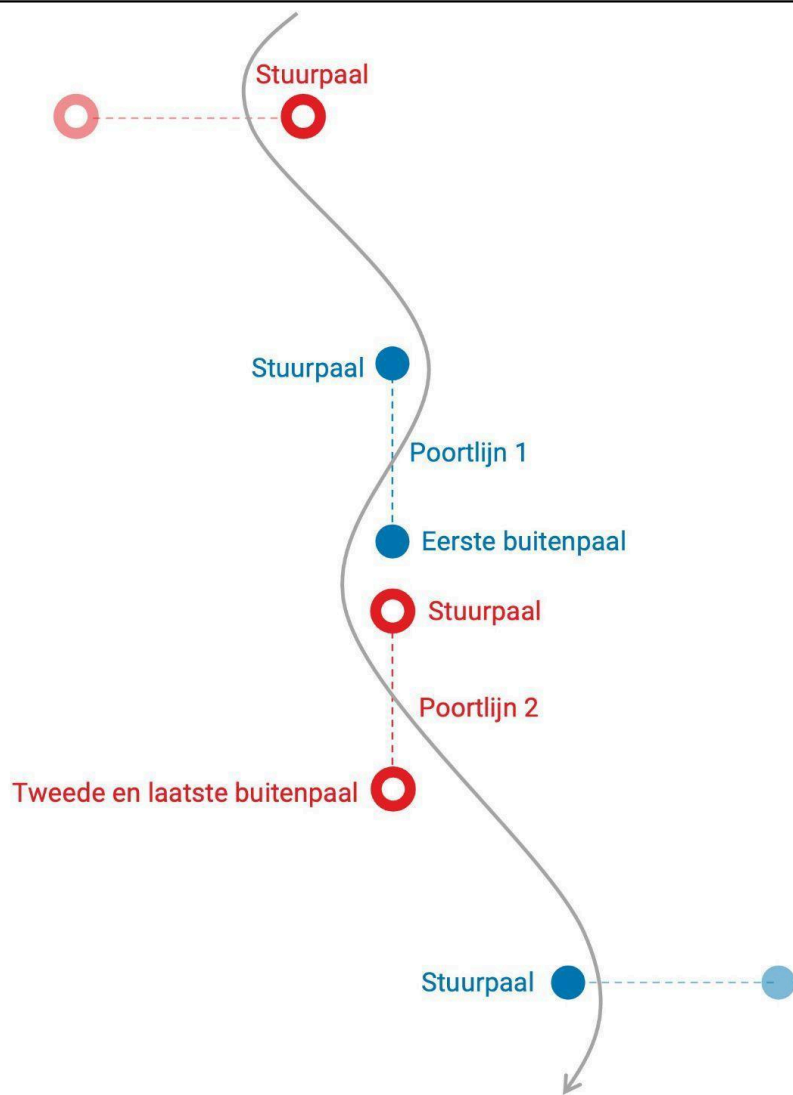 Stuurpaal
Stuurpaal
Poortlijn 1
Eerste buitenpaal
Stuurpaal
Poortlijn 2
Tweede en laatste buitenpaal
Stuurpaal